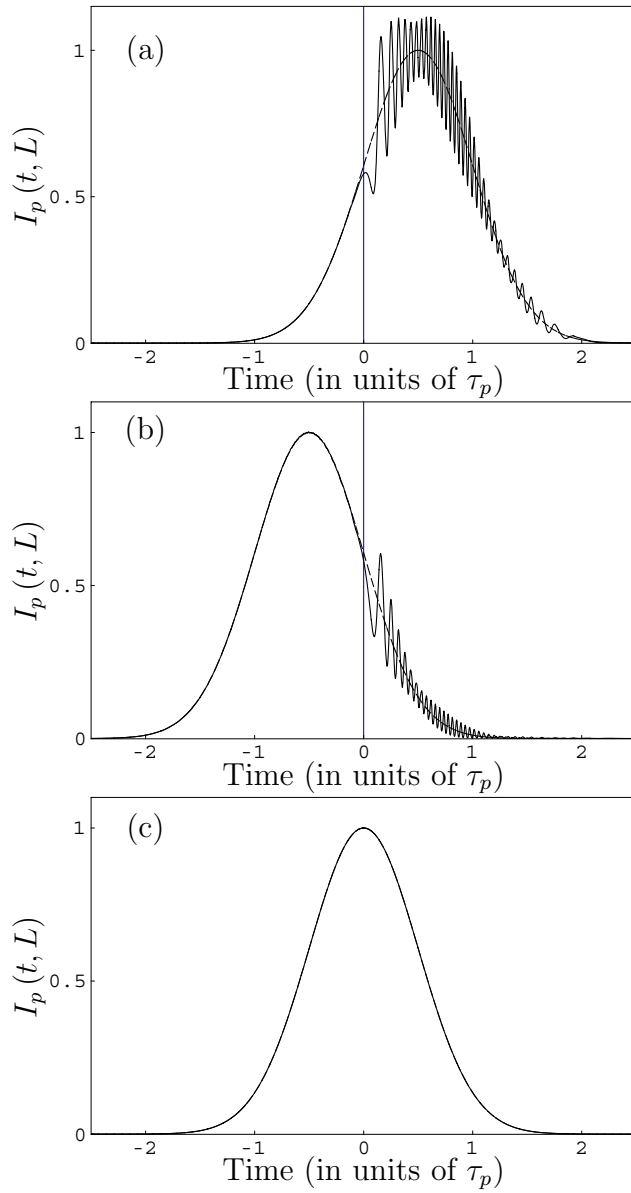 (a)
1
0.5
0
I_p (t, L)
-2 -1 0 1 2
Time (in units of τ_p)
(b)
1
0.5
0
I_p (t, L)
-2 -1 0 1 2
Time (in units of τ_p)
(c)
1
0.5
0
I_p (t, L)
-2 -1 0 1 2
Time (in units of τ_p)